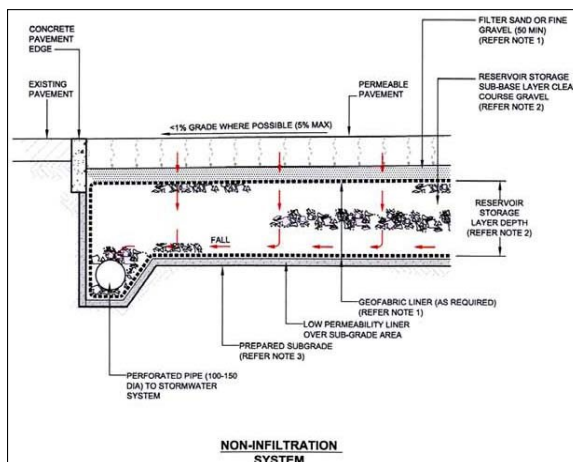 CONCRETE
PAVEMENT
EDGE
EXISTING
PAVEMENT
FILTER SAND OR FINE
GRAVEL (50 MIN)
(REFER NOTE 1)
RESERVOIR STORAGE
SUB-BASE LAYER CLEA
COURSE GRAVEL
(REFER NOTE 2)
PERMEABLE
PAVEMENT
<1% GRADE WHERE POSSIBLE (5% MAX)
RESERVOIR
STORAGE
LAYER DEPTH
(REFER NOTE 2)
FALL
GEOFABRIC LINER (AS REQUIRED)
(REFER NOTE 1)
LOW PERMEABILITY LINER
OVER SUB-GRADE AREA
PREPARED SUBGRADE
(REFER NOTE 3)
PERFORATED PIPE (100-150
DIA) TO STORMWATER
SYSTEM
NON-INFILTRATION
SYSTEM